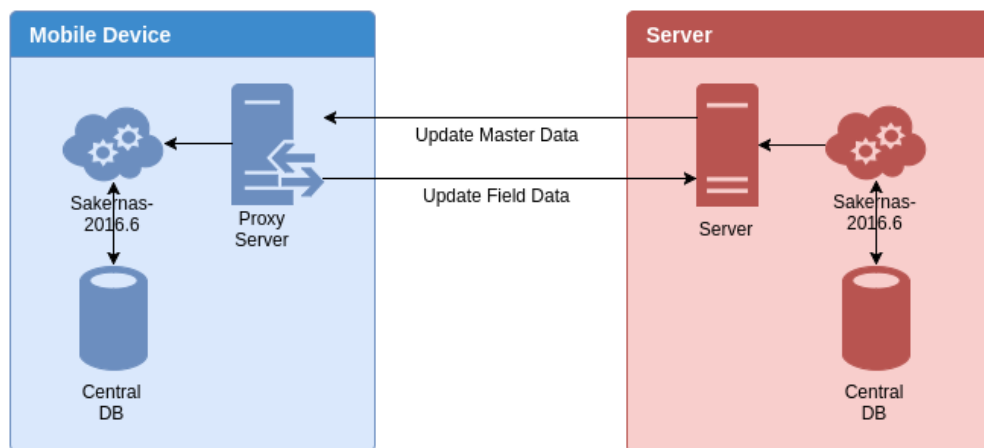 Mobile Device
Server
Update Master Data
Update Field Data
Sakernas-
2016.6
Proxy
Server
Central
DB
Server
Sakernas-
2016.6
Central
DB